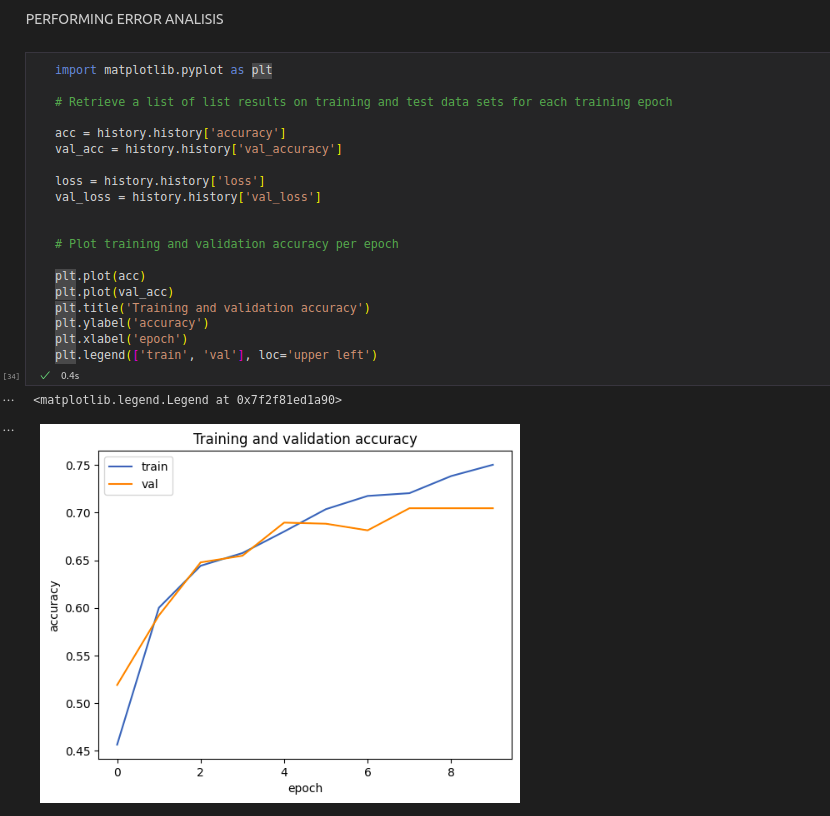 PERFORMING ERROR ANALISIS
import matplotlib.pyplot as plt
# Retrieve a list of list results on training and test data sets for each training epoch
acc = history.history['accuracy']
val_acc = history.history['val_accuracy']
loss = history.history['loss']
val_loss = history.history['val_loss']
# Plot training and validation accuracy per epoch
plt.plot(acc)
plt.plot(val_acc)
plt.title('Training and validation accuracy')
plt.ylabel('accuracy')
plt.xlabel('epoch')
plt.legend(['train', 'val'], loc='upper left')
[34]
✓ 0.4s
... <matplotlib.legend.Legend at 0x7f2f81ed1a90>
...
Training and validation accuracy
train
val
0.75
0.70
0.65
0.60
0.55
0.50
0.45
accuracy
0 2 4 6 8
epoch